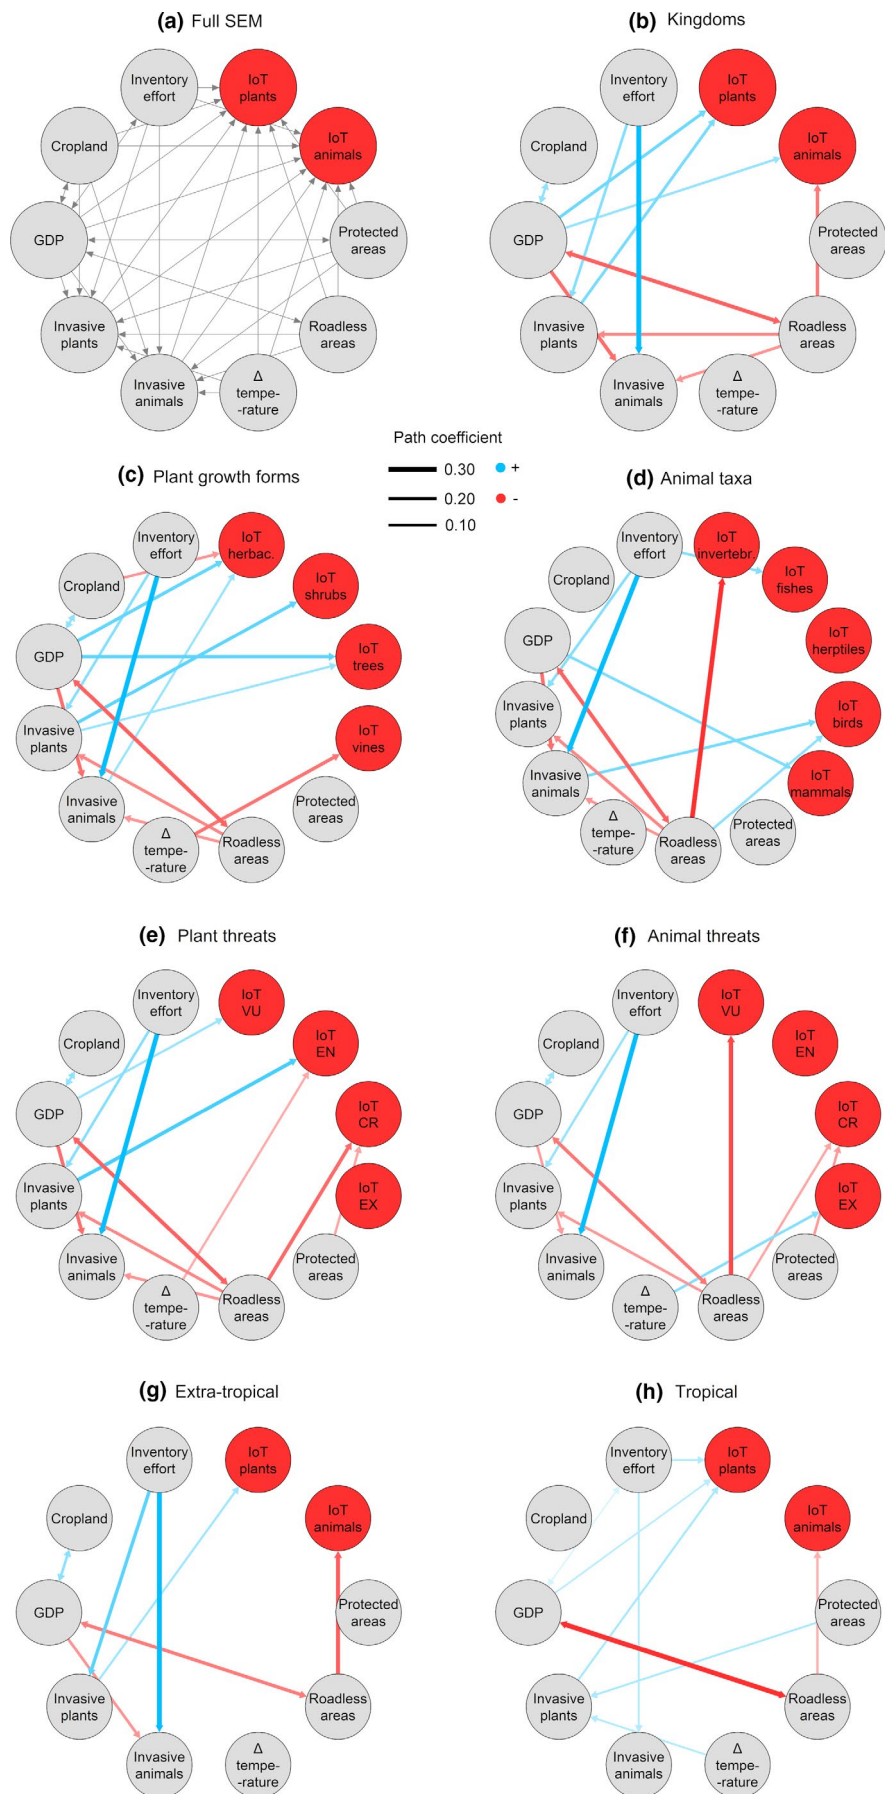 (a) Full SEM
Inventory
effort
IoT
plants
Cropland
IoT
animals
GDP
Protected
areas
Invasive
plants
Roadless
areas
Invasive
animals
Δ
tempe-
-rature
(b) Kingdoms
Inventory
effort
IoT
plants
Cropland
IoT
animals
GDP
Protected
areas
Invasive
plants
Roadless
areas
Invasive
animals
Δ
tempe-
-rature
Path coefficient
0.30 +
0.20 -
0.10
(c) Plant growth forms
Inventory
effort
IoT
herbac.
Cropland
IoT
shrubs
GDP
IoT
trees
Invasive
plants
IoT
vines
Invasive
animals
Protected
areas
Δ
tempe-
-rature
Roadless
areas
(d) Animal taxa
Inventory
effort
IoT
invertebr.
Cropland
IoT
fishes
GDP
IoT
herptiles
Invasive
plants
IoT
birds
Invasive
animals
IoT
mammals
Δ
tempe-
-rature
Protected
areas
Roadless
areas
(e) Plant threats
Inventory
effort
IoT
VU
Cropland
IoT
EN
GDP
IoT
CR
Invasive
plants
IoT
EX
Invasive
animals
Protected
areas
Δ
tempe-
-rature
Roadless
areas
(f) Animal threats
Inventory
effort
IoT
VU
Cropland
IoT
EN
GDP
IoT
CR
Invasive
plants
IoT
EX
Invasive
animals
Protected
areas
Δ
tempe-
-rature
Roadless
areas
(g) Extra-tropical
Inventory
effort
IoT
plants
Cropland
IoT
animals
GDP
Protected
areas
Invasive
plants
Roadless
areas
Invasive
animals
Δ
tempe-
-rature
(h) Tropical
Inventory
effort
IoT
plants
Cropland
IoT
animals
GDP
Protected
areas
Invasive
plants
Roadless
areas
Invasive
animals
Δ
tempe-
-rature